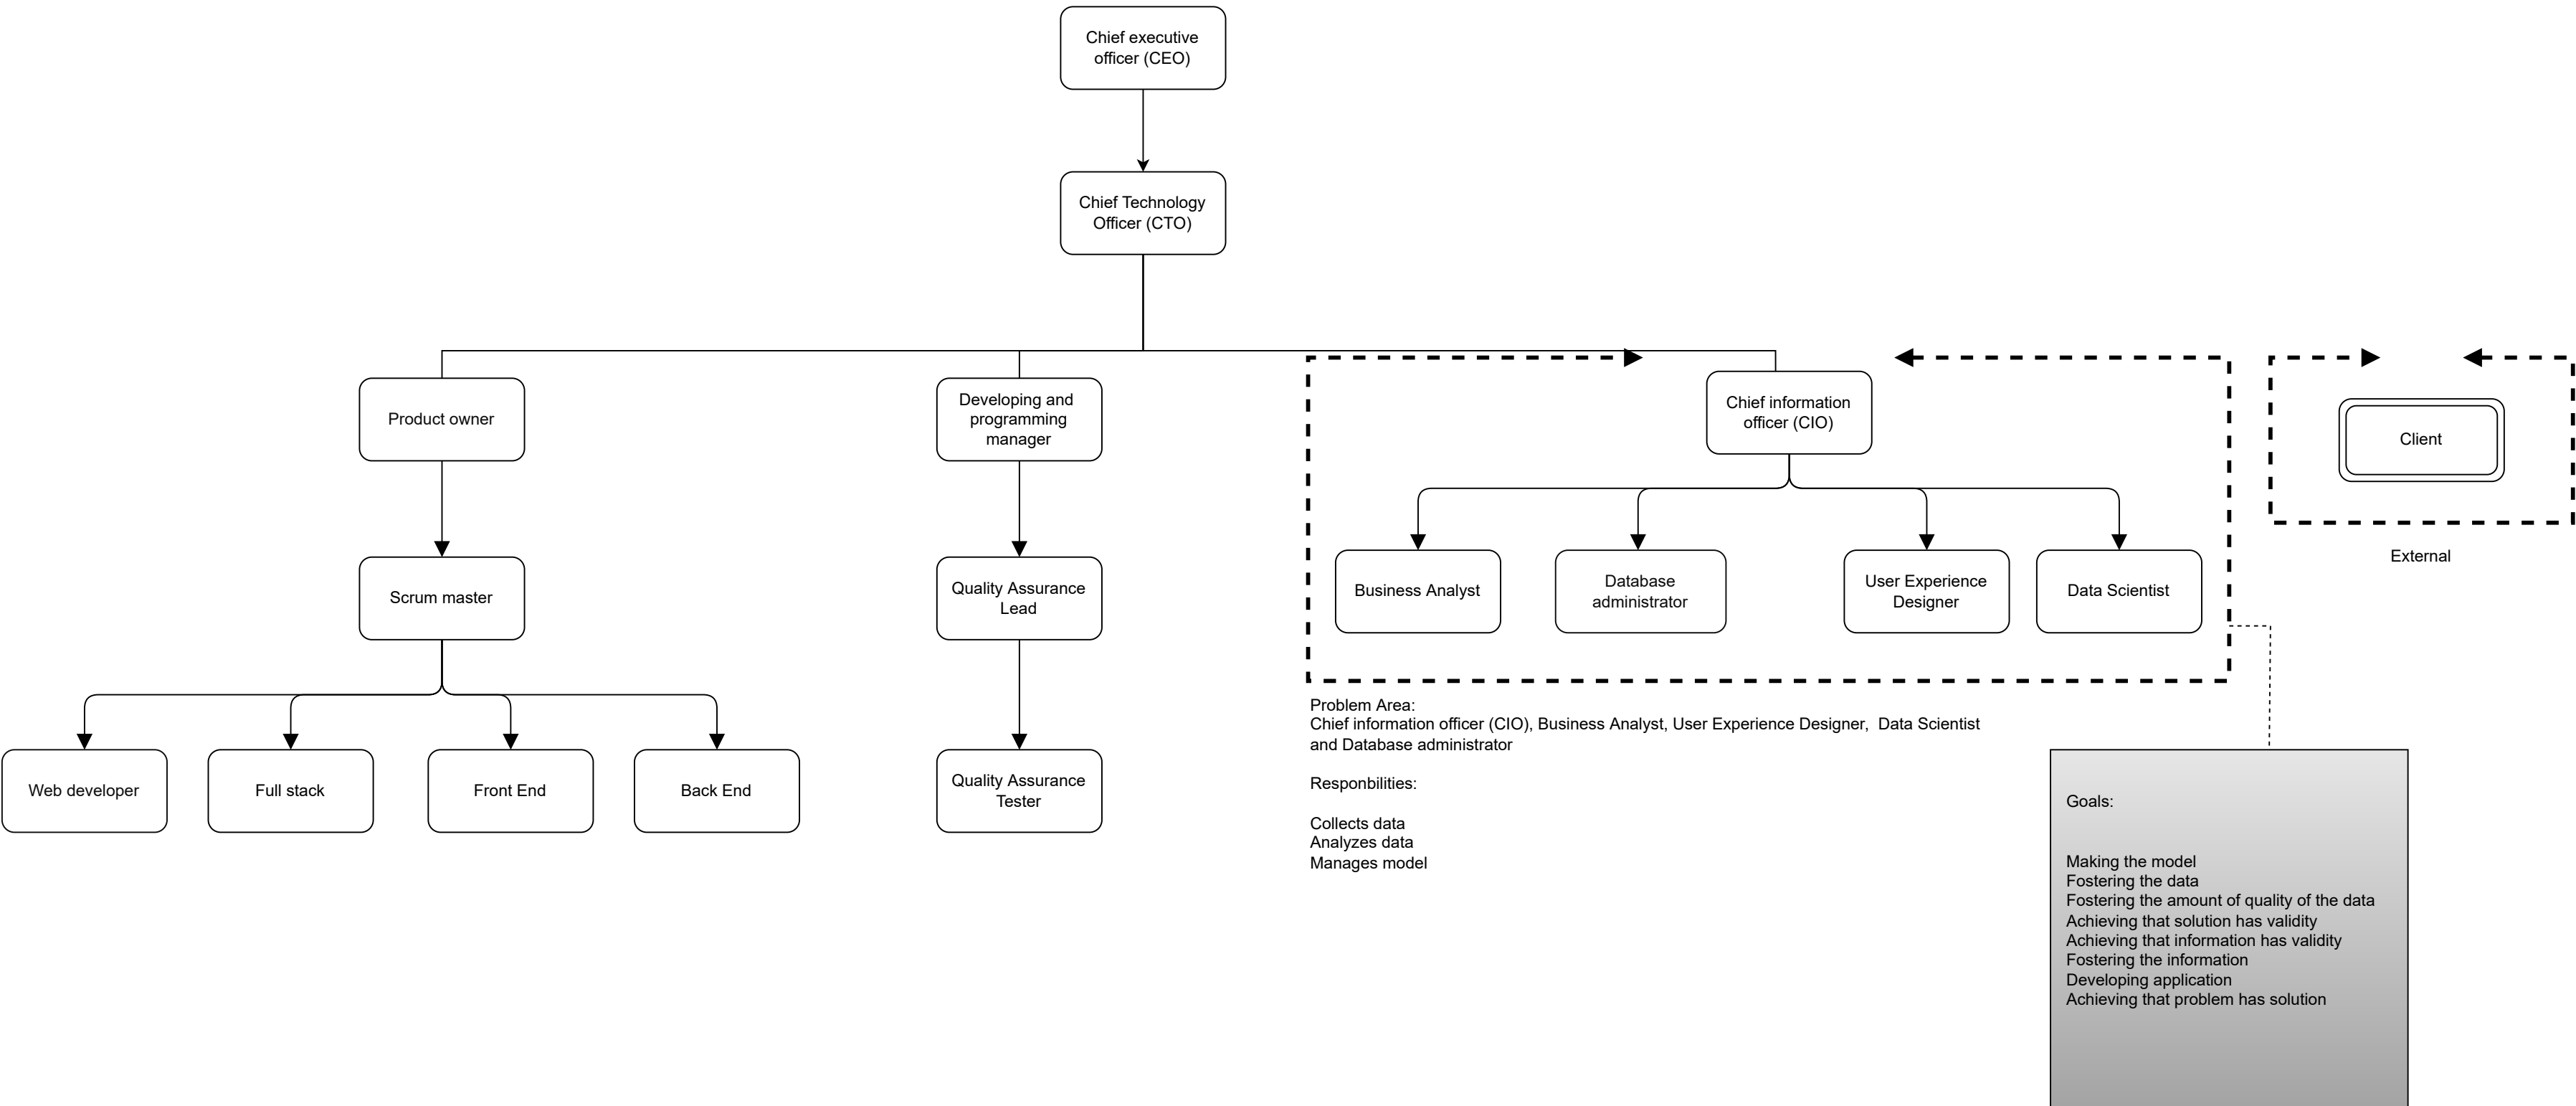 Chief executive
officer (CEO)
Chief Technology
Officer (CTO)
Product owner
Developing and
programming
manager
Chief information
officer (CIO)
Client
External
Scrum master
Quality Assurance
Lead
Business Analyst
Database
administrator
User Experience
Designer
Data Scientist
Web developer
Full stack
Front End
Back End
Quality Assurance
Tester
Problem Area:
Chief information officer (CIO), Business Analyst, User Experience Designer,  Data Scientist
and Database administrator
Responbilities:
Collects data
Analyzes data
Manages model
Goals:
Making the model
Fostering the data
Fostering the amount of quality of the data
Achieving that solution has validity
Achieving that information has validity
Fostering the information
Developing application
Achieving that problem has solution